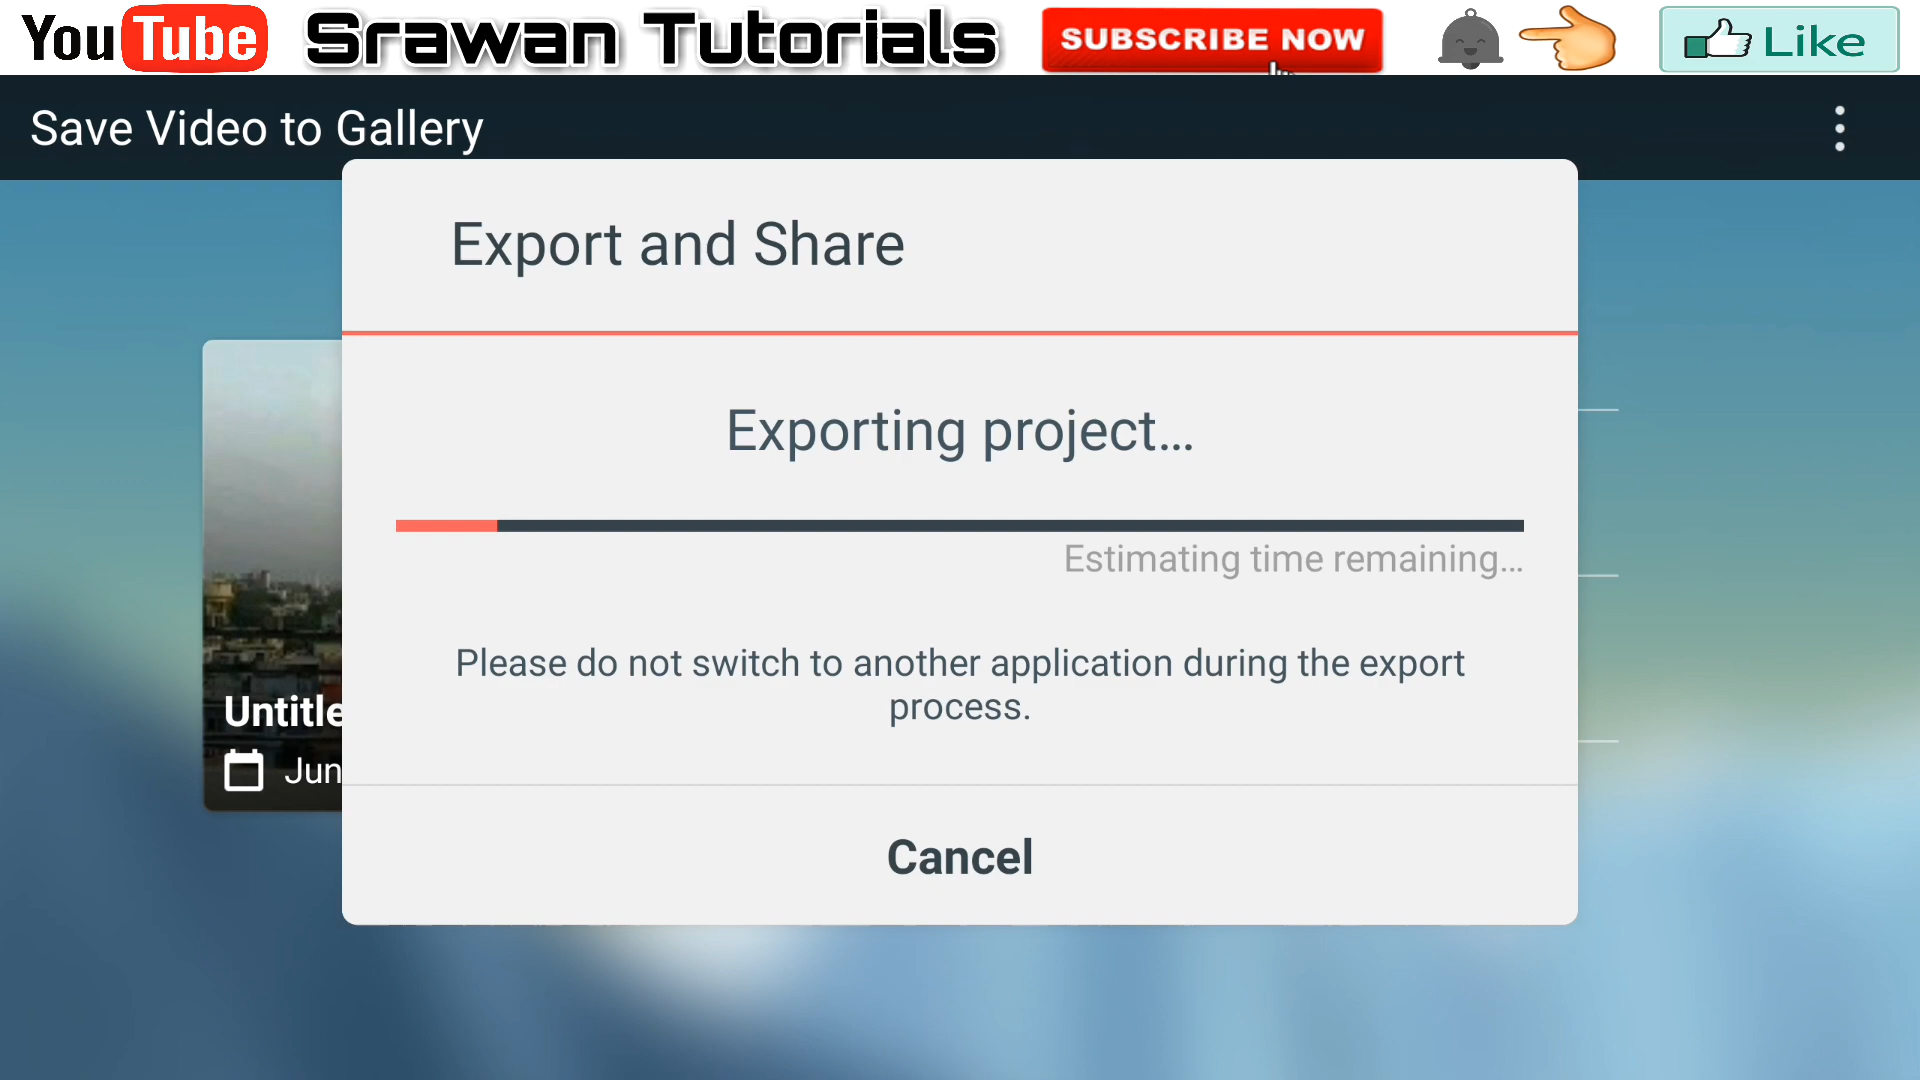 YouTube Srawan Tutorials SUBSCRIBE NOW Like
Save Video to Gallery
Export and Share
Exporting project...
Estimating time remaining...
Please do not switch to another application during the export
process.
Untitle
Jun
Cancel